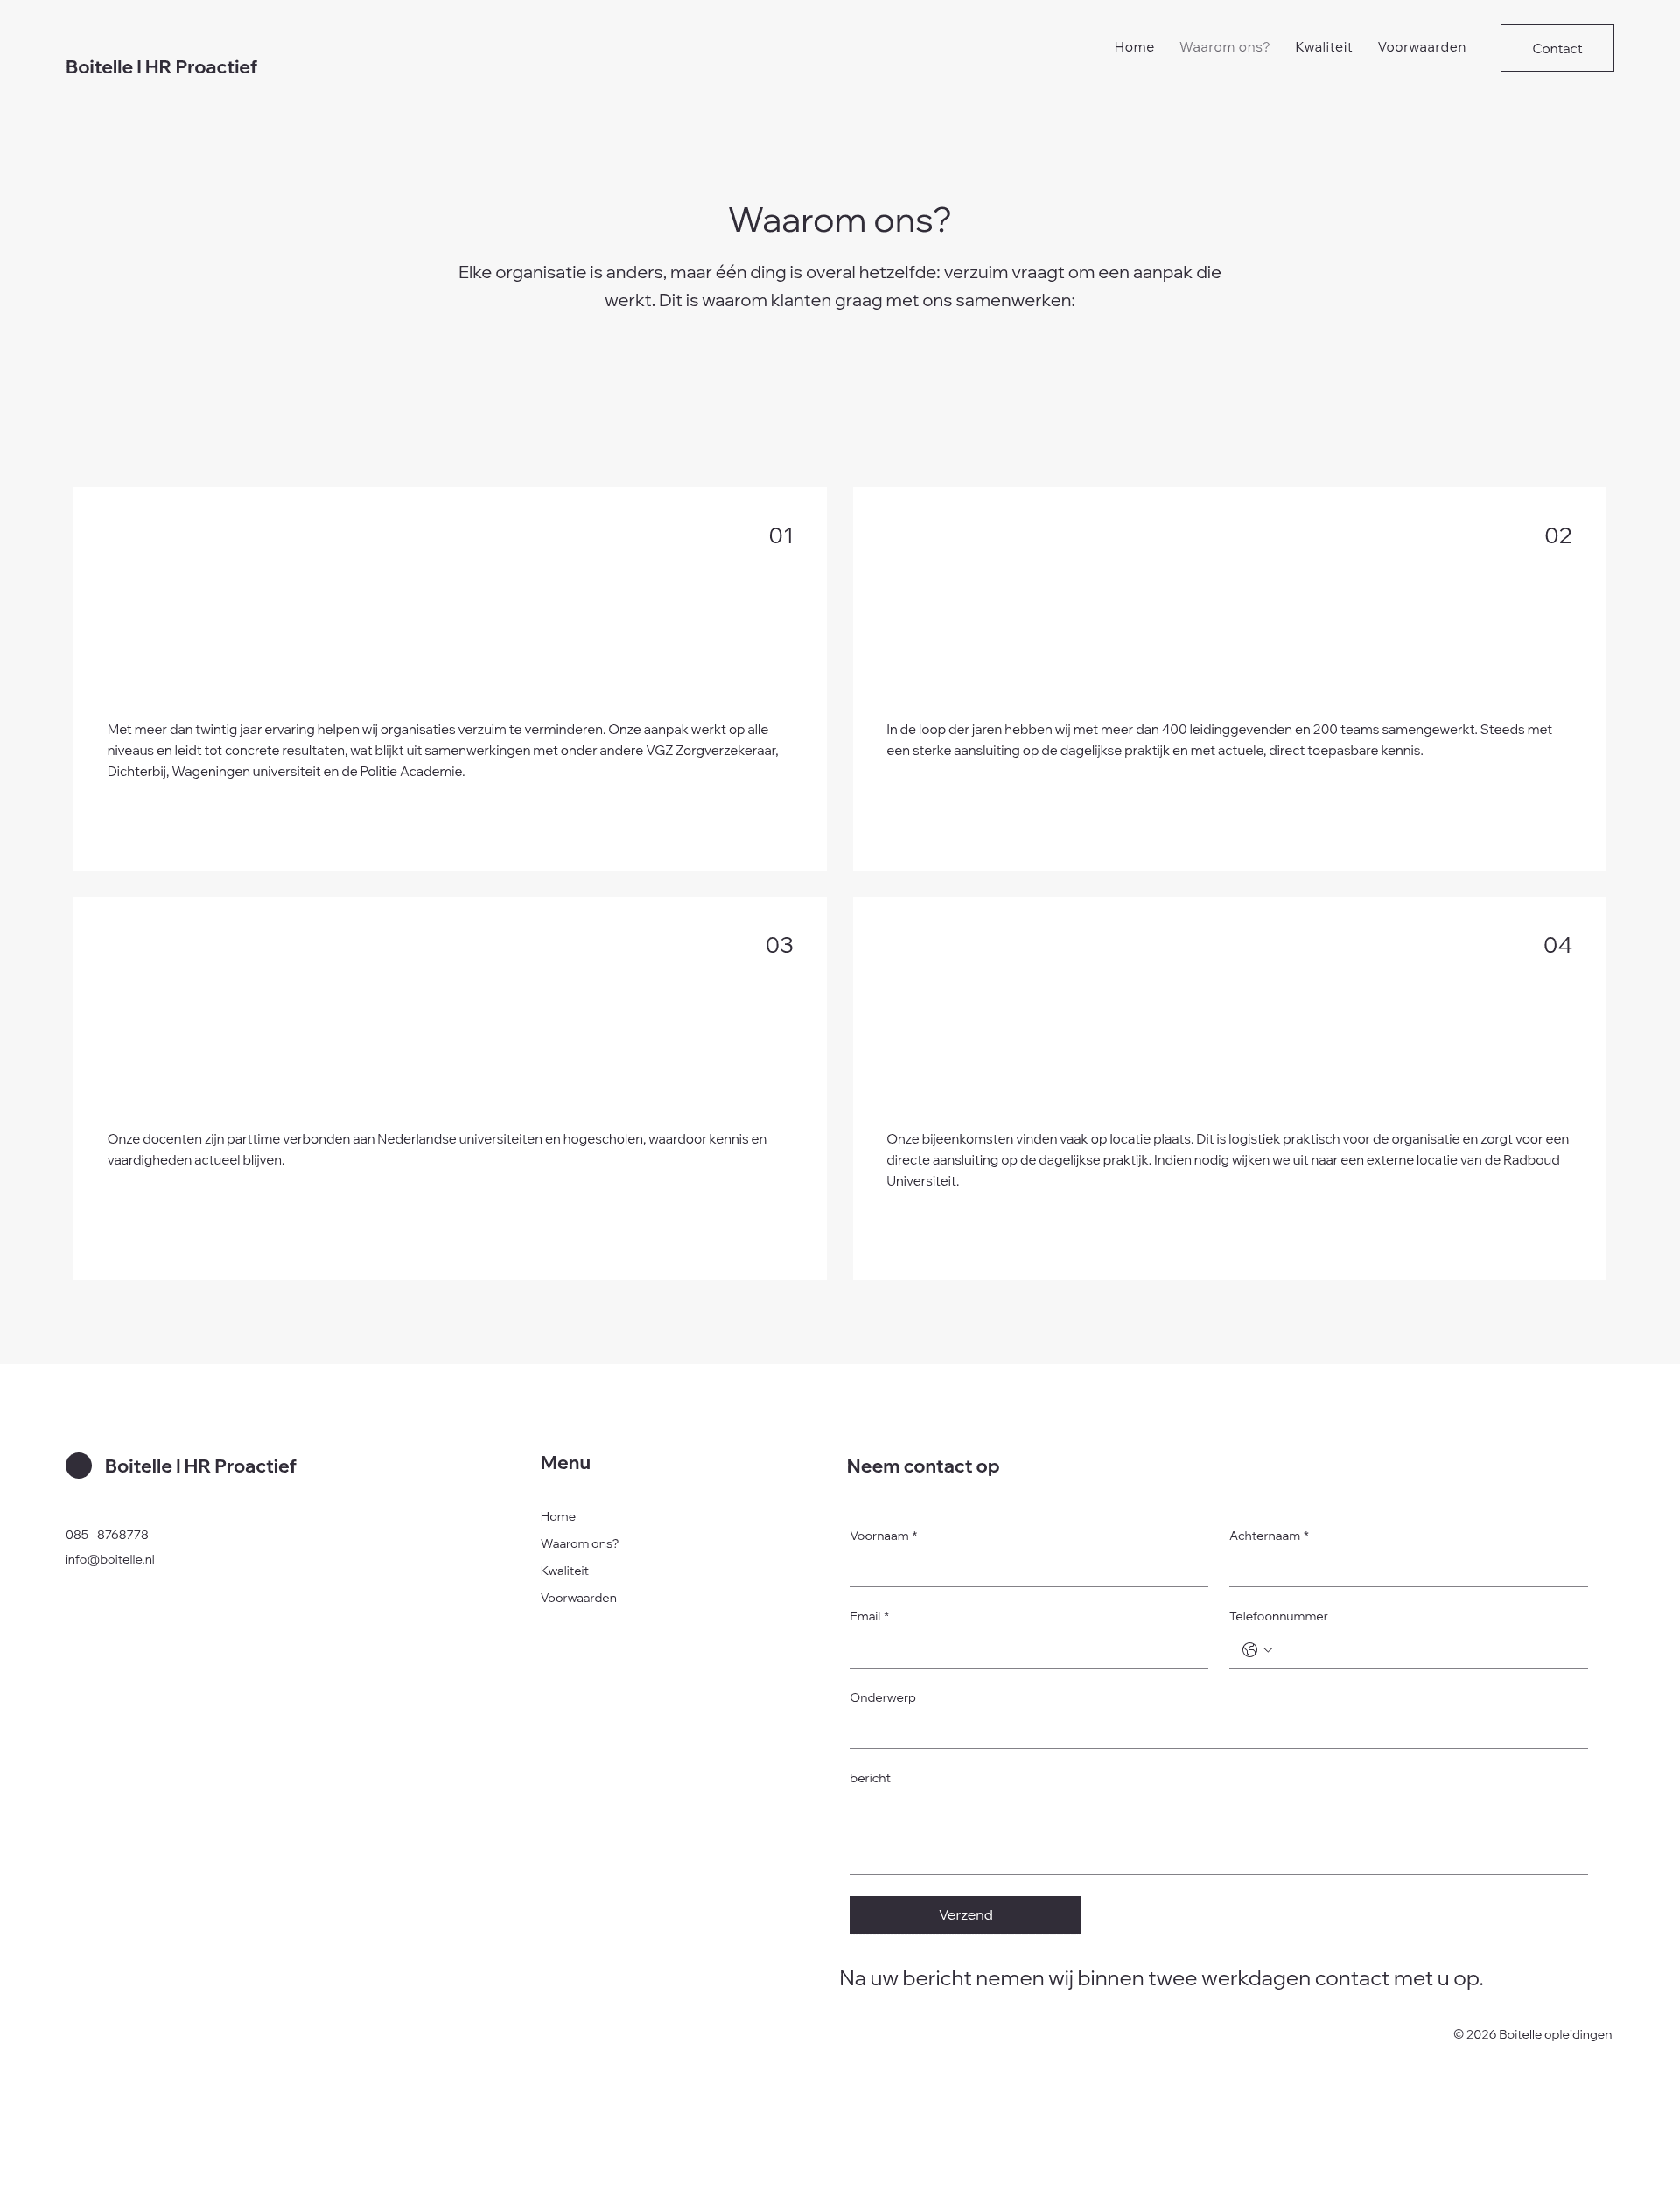 Boitelle l HR Proactief
Home
Waarom ons?
Kwaliteit
Voorwaarden
Contact
Waarom ons?
Elke organisatie is anders, maar één ding is overal hetzelfde: verzuim vraagt om een aanpak die
werkt. Dit is waarom klanten graag met ons samenwerken:
01
Met meer dan twintig jaar ervaring helpen wij organisaties verzuim te verminderen. Onze aanpak werkt op alle
niveaus en leidt tot concrete resultaten, wat blijkt uit samenwerkingen met onder andere VGZ Zorgverzekeraar,
Dichterbij, Wageningen universiteit en de Politie Academie.
02
In de loop der jaren hebben wij met meer dan 400 leidinggevenden en 200 teams samengewerkt. Steeds met
een sterke aansluiting op de dagelijkse praktijk en met actuele, direct toepasbare kennis.
03
Onze docenten zijn parttime verbonden aan Nederlandse universiteiten en hogescholen, waardoor kennis en
vaardigheden actueel blijven.
04
Onze bijeenkomsten vinden vaak op locatie plaats. Dit is logistiek praktisch voor de organisatie en zorgt voor een
directe aansluiting op de dagelijkse praktijk. Indien nodig wijken we uit naar een externe locatie van de Radboud
Universiteit.
Boitelle l HR Proactief
085 - 8768778
info@boitelle.nl
Menu
Home
Waarom ons?
Kwaliteit
Voorwaarden
Neem contact op
Voornaam *
Achternaam *
Email *
Telefoonnummer
Onderwerp
bericht
Verzend
Na uw bericht nemen wij binnen twee werkdagen contact met u op.
© 2026 Boitelle opleidingen